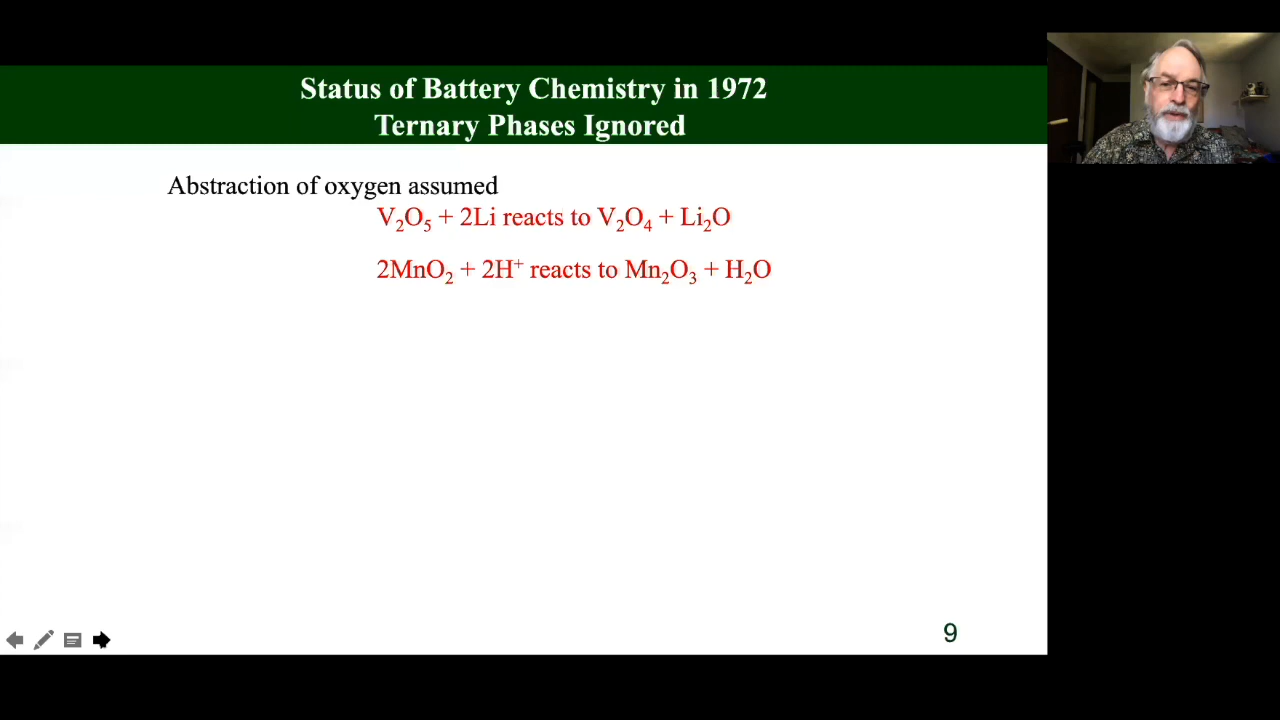 Status of Battery Chemistry in 1972
Ternary Phases Ignored
Abstraction of oxygen assumed
V₂O₅ + 2Li reacts to V₂O₄ + Li₂O
2MnO₂ + 2H⁺ reacts to Mn₂O₃ + H₂O
9